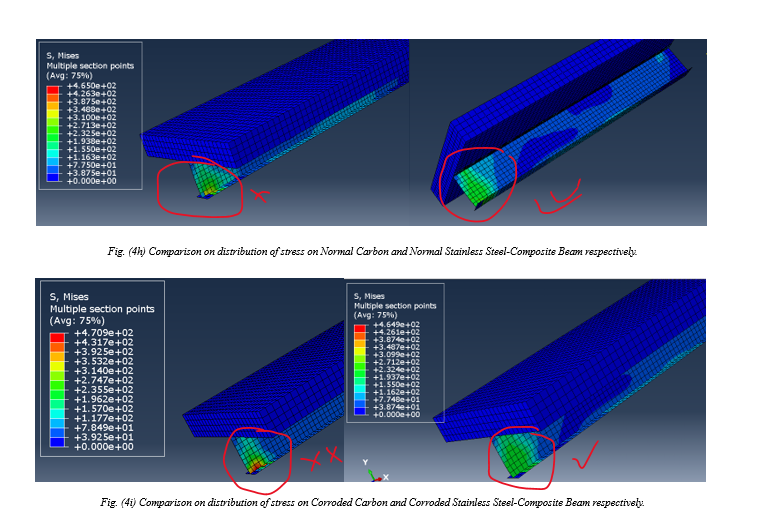 S, Mises
Multiple section points
(Avg: 75%)
+4.650e+02
+4.263e+02
+3.875e+02
+3.488e+02
+3.100e+02
+2.713e+02
+2.325e+02
+1.938e+02
+1.550e+02
+1.163e+02
+7.750e+01
+3.875e+01
+0.000e+00
Fig. (4h) Comparison on distribution of stress on Normal Carbon and Normal Stainless Steel-Composite Beam respectively.
S, Mises
Multiple section points
(Avg: 75%)
+4.709e+02
+4.317e+02
+3.925e+02
+3.532e+02
+3.140e+02
+2.747e+02
+2.355e+02
+1.962e+02
+1.570e+02
+1.177e+02
+7.849e+01
+3.925e+01
+0.000e+00
S, Mises
Multiple section points
(Avg: 75%)
+4.649e+02
+4.261e+02
+3.874e+02
+3.487e+02
+3.099e+02
+2.712e+02
+2.324e+02
+1.937e+02
+1.550e+02
+1.162e+02
+7.748e+01
+3.874e+01
+0.000e+00
Y
X
Fig. (4i) Comparison on distribution of stress on Corroded Carbon and Corroded Stainless Steel-Composite Beam respectively.